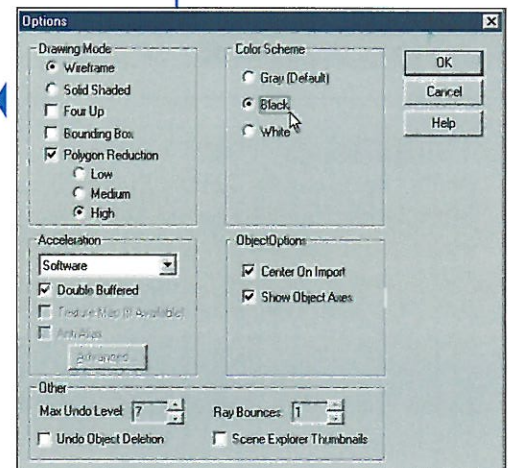 Options
Drawing Mode
Wireframe
Solid Shaded
Four Up
Bounding Box
Polygon Reduction
Low
Medium
High
Color Scheme
Gray (Default)
Black
White
OK
Cancel
Help
Acceleration
Software
Double Buffered
Texture Map (If Available)
Anti Alias
Advanced...
ObjectOptions
Center On Import
Show Object Axes
Other
Max Undo Level: 7
Ray Bounces: 1
Undo Object Deletion
Scene Explorer Thumbnails